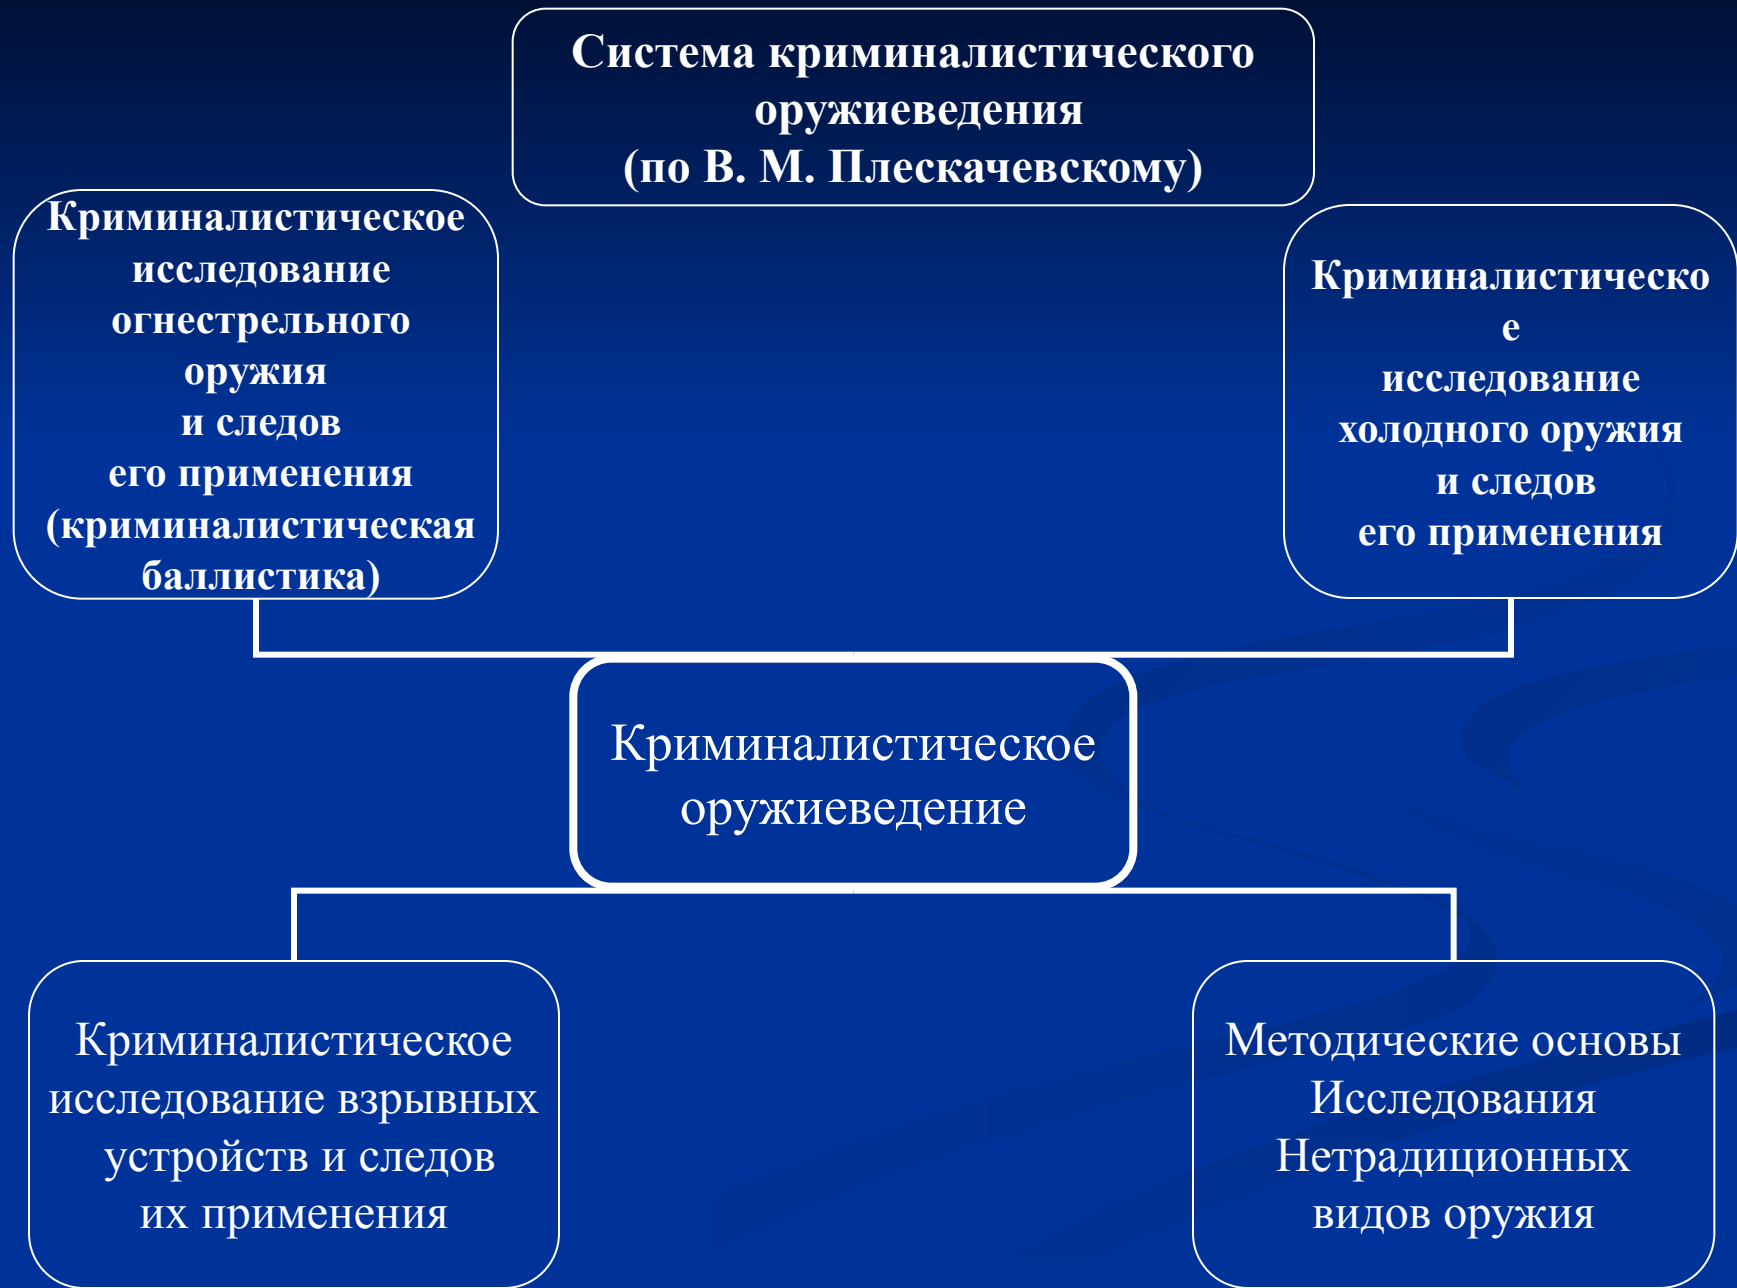 Система криминалистического
оружиеведения
(по В. М. Плескачевскому)
Криминалистическое
исследование
огнестрельного
оружия
и следов
его применения
(криминалистическая
баллистика)
Криминалистическо
е
исследование
холодного оружия
и следов
его применения
Криминалистическое
оружиеведение
Криминалистическое
исследование взрывных
устройств и следов
их применения
Методические основы
Исследования
Нетрадиционных
видов оружия